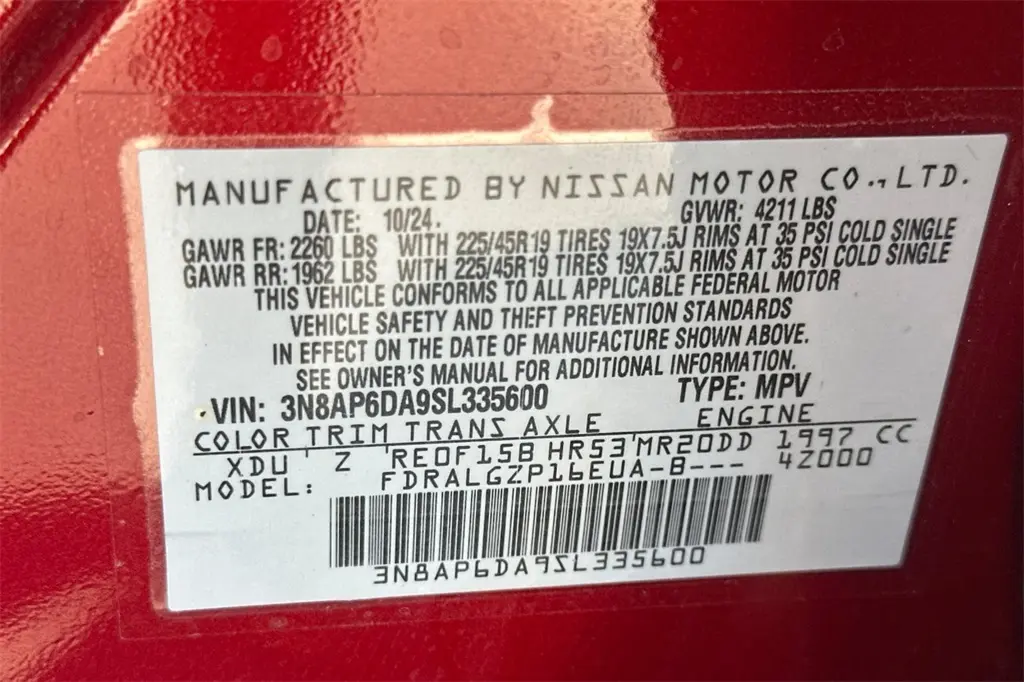 MANUFACTURED BY NISSAN MOTOR CO., LTD.
DATE: 10/24. GVWR: 4211 LBS
GAWR FR: 2260 LBS WITH 225/45R19 TIRES 19X7.5J RIMS AT 35 PSI COLD SINGLE
GAWR RR: 1962 LBS WITH 225/45R19 TIRES 19X7.5J RIMS AT 35 PSI COLD SINGLE
THIS VEHICLE CONFORMS TO ALL APPLICABLE FEDERAL MOTOR
VEHICLE SAFETY AND THEFT PREVENTION STANDARDS
IN EFFECT ON THE DATE OF MANUFACTURE SHOWN ABOVE.
SEE OWNER'S MANUAL FOR ADDITIONAL INFORMATION.
VIN: 3N8AP6DA9SL335600 TYPE: MPV
COLOR TRIM TRANS AXLE ENGINE
XDU ' Z 'RE0F15B HR53'MR20DD 1997 CC
MODEL: FDRALGZP16EUA-B--- 42000
3N8AP6DA9SL335600